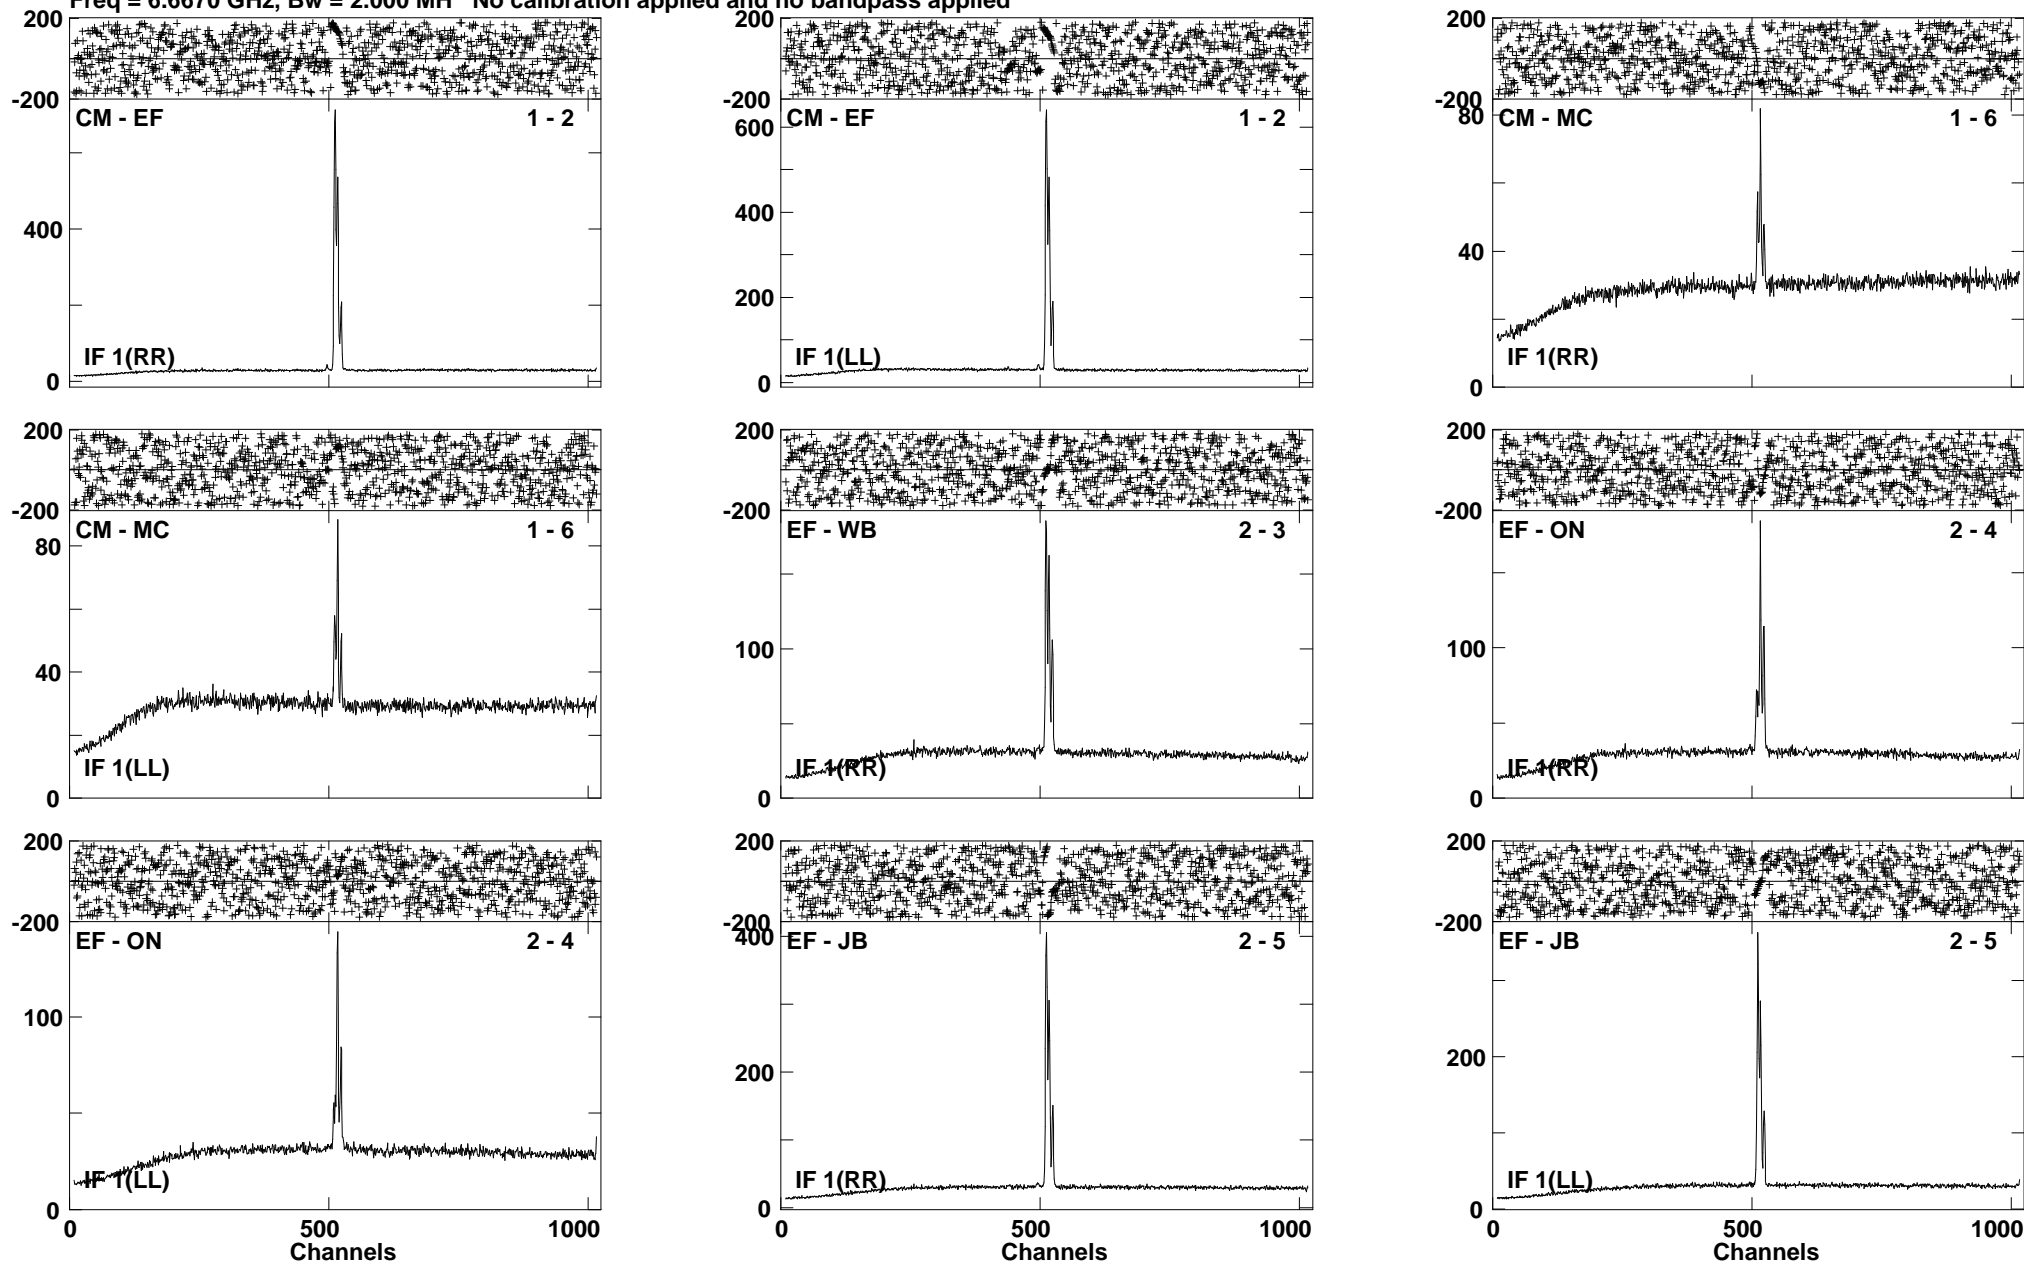 Freq = 6.6670 GHz, Bw = 2.000 MH No calibration applied and no bandpass applied
200
-200
CM - EF 1 - 2
400
IF 1(RR)
0
200
-200
CM - EF 1 - 2
600
400
200
IF 1(LL)
0
200
-200
80
CM - MC 1 - 6
40
IF 1(RR)
0
200
-200
CM - MC 1 - 6
80
40
IF 1(LL)
0
200
-200
EF - WB 2 - 3
100
IF 1(RR)
0
200
-200
EF - ON 2 - 4
100
IF 1(RR)
0
200
-200
EF - ON 2 - 4
100
IF 1(LL)
0
0 500 1000
Channels
200
-200
400
EF - JB 2 - 5
200
IF 1(RR)
0
0 500 1000
Channels
200
-200
EF - JB 2 - 5
200
IF 1(LL)
0
0 500 1000
Channels